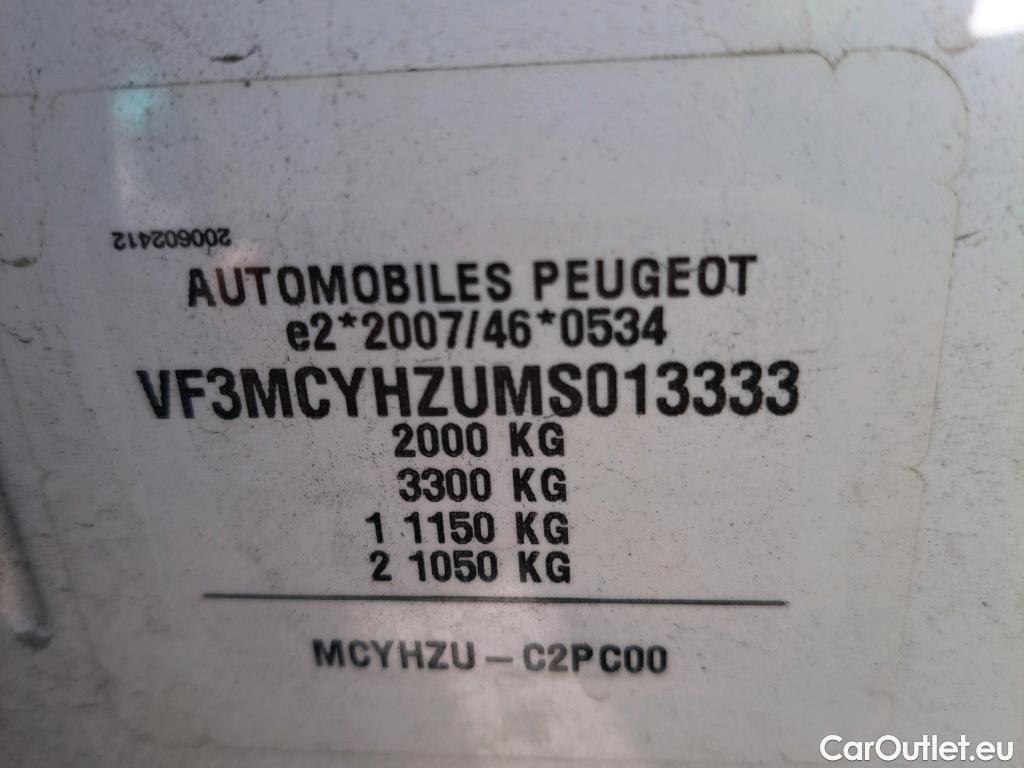 200602412
AUTOMOBILES PEUGEOT
e2*2007/46*0534
VF3MCYHZUMS013333
2000 KG
3300 KG
1 1150 KG
2 1050 KG
MCYHZU - C2PC00
CarOutlet.eu